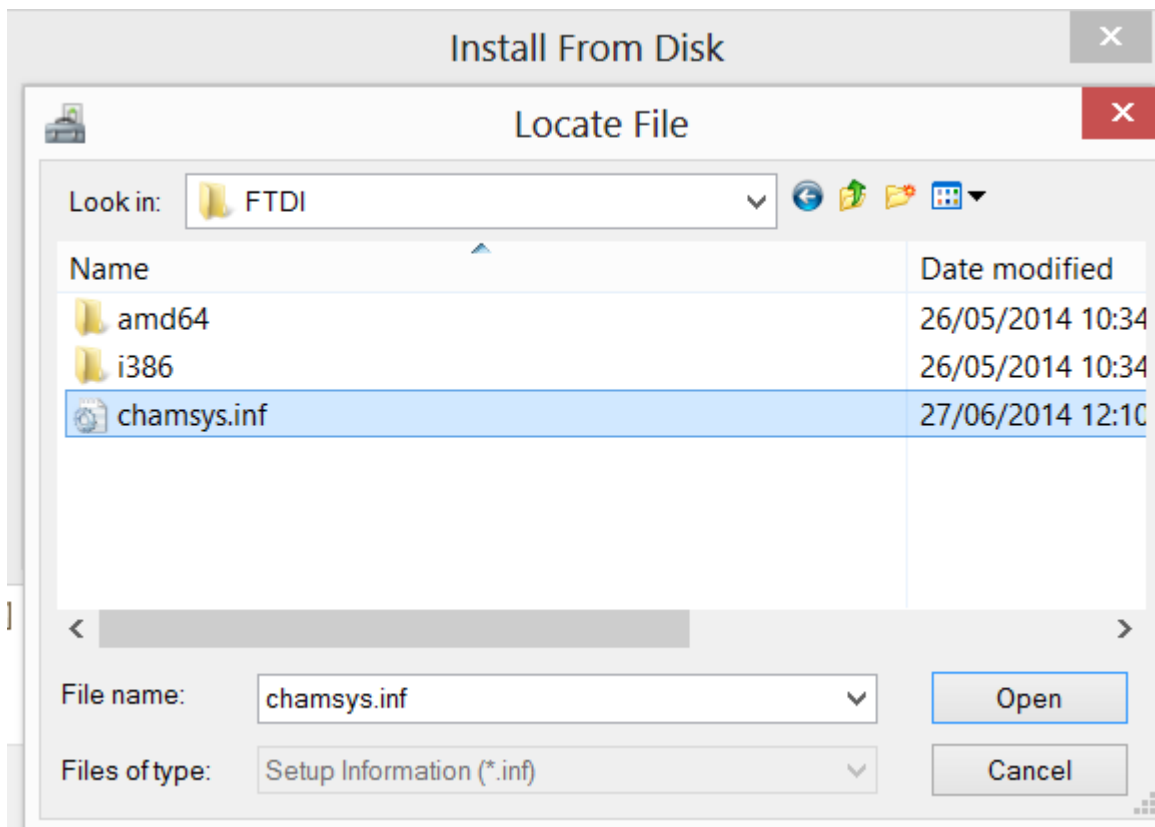 Install From Disk
Locate File
Look in: FTDI
Name Date modified
amd64 26/05/2014 10:34
i386 26/05/2014 10:34
chamsys.inf 27/06/2014 12:10
File name: chamsys.inf Open
Files of type: Setup Information (*.inf) Cancel